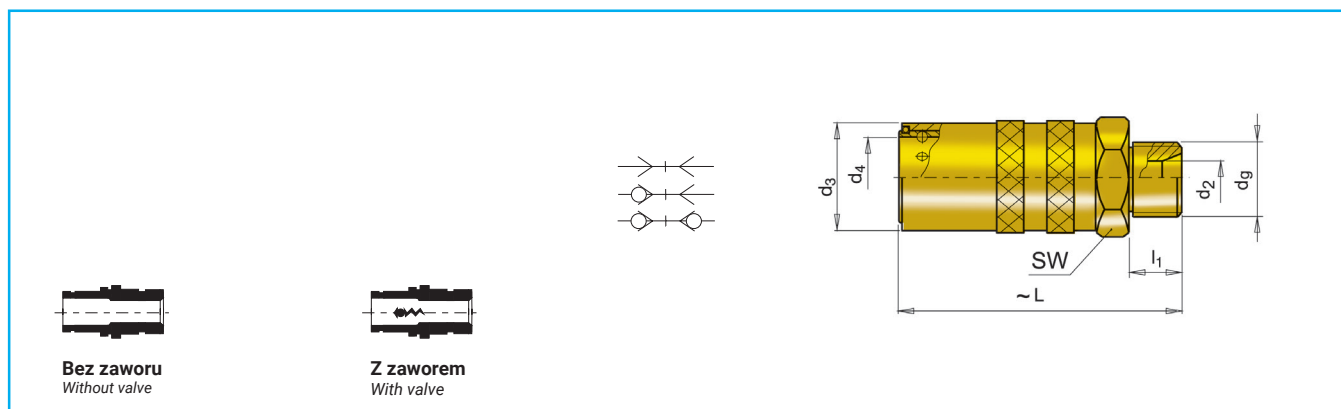 d3
d4
d2
dg
SW
l1
~L
Bez zaworu
Without valve
Z zaworem
With valve